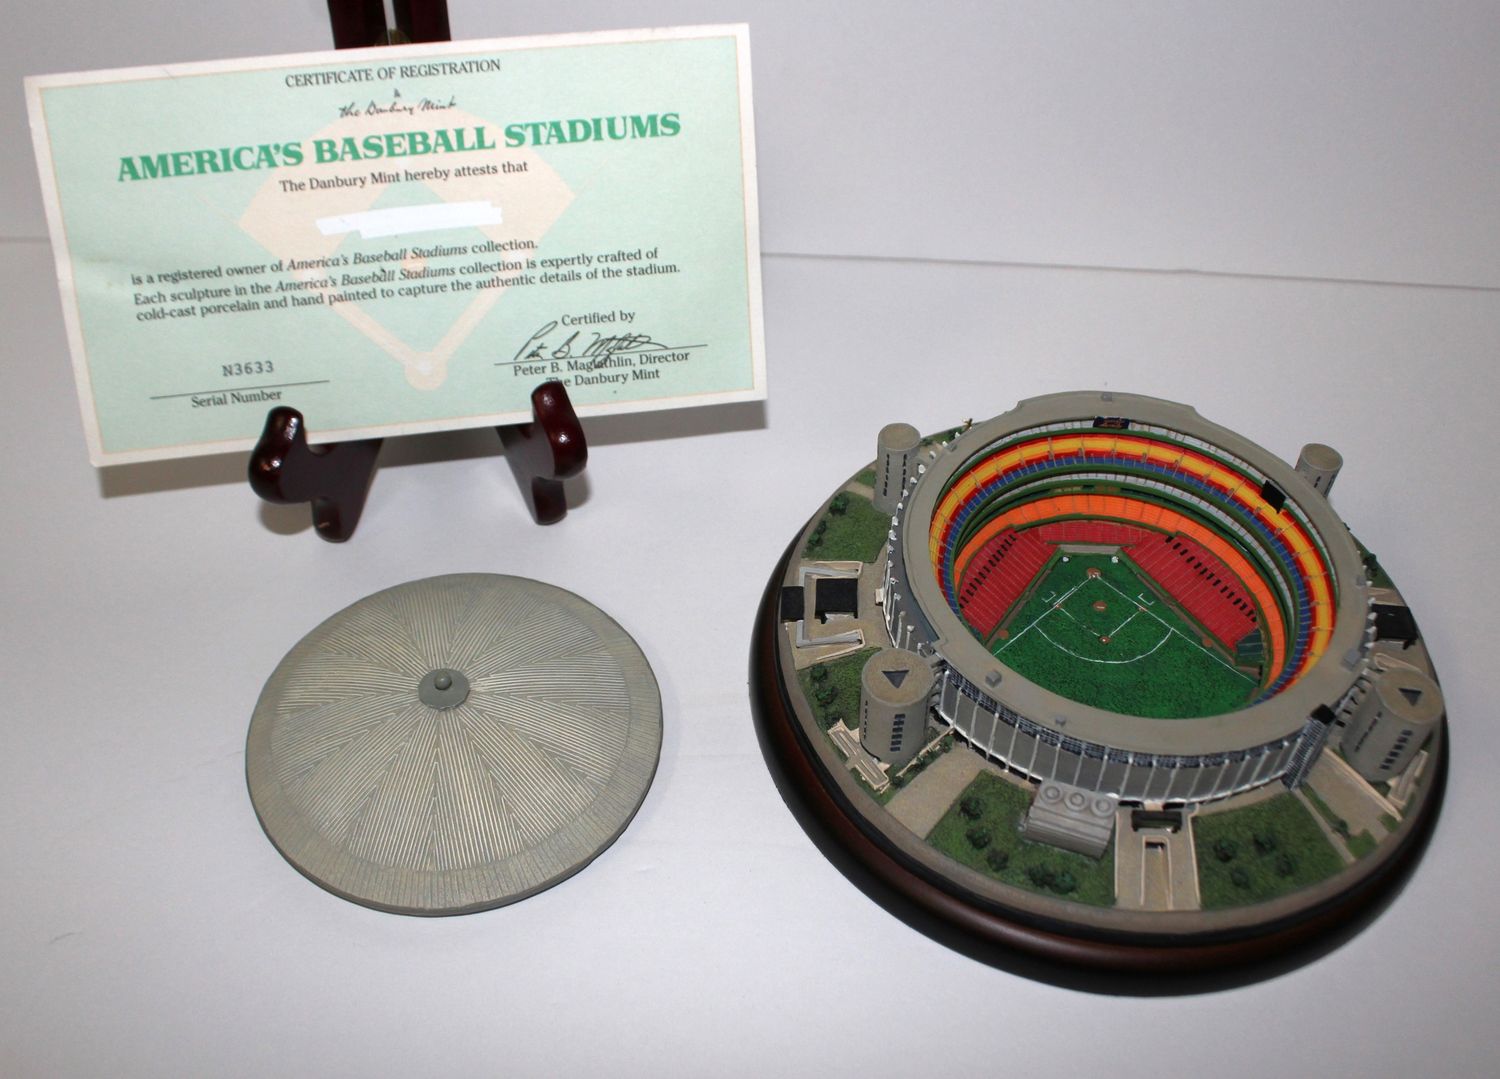 CERTIFICATE OF REGISTRATION
the Danbury Mint
AMERICA'S BASEBALL STADIUMS
The Danbury Mint hereby attests that
is a registered owner of America's Baseball Stadiums collection.
Each sculpture in the America's Baseball Stadiums collection is expertly crafted of
cold-cast porcelain and hand painted to capture the authentic details of the stadium.
Certified by
N3633
Peter B. Maglathlin, Director
Serial Number
The Danbury Mint